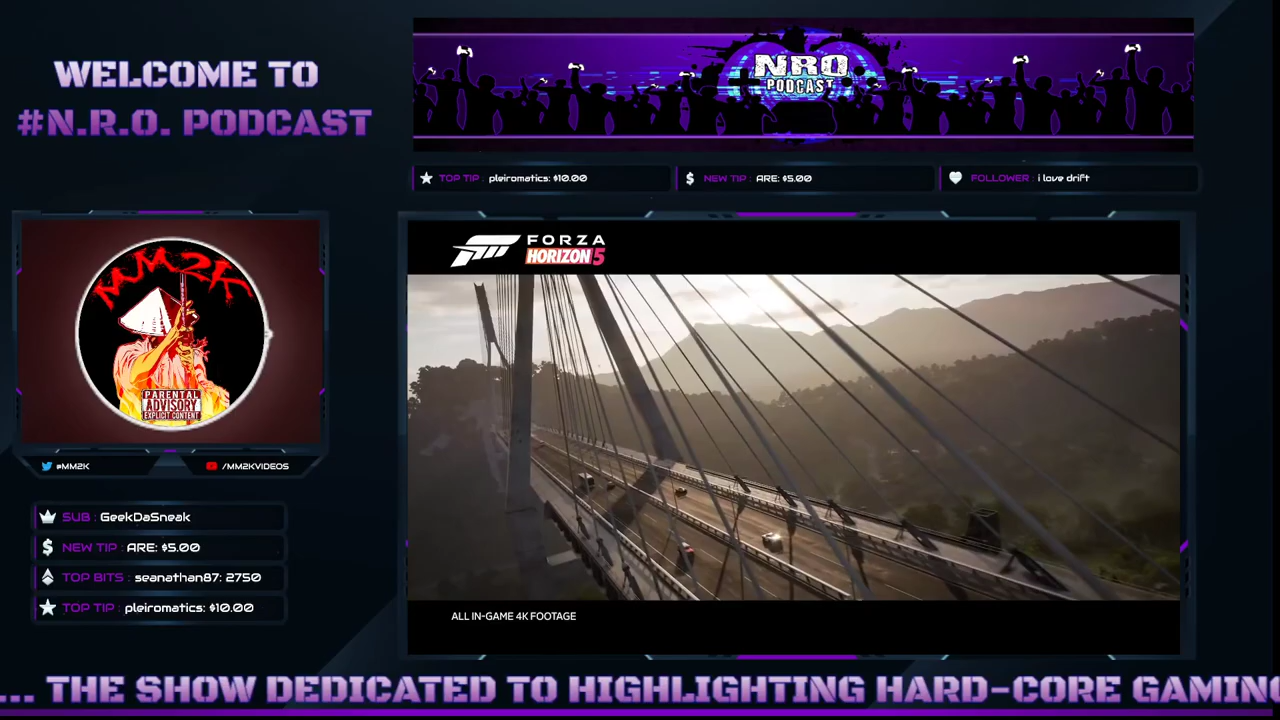 WELCOME TO
#N.R.O. PODCAST
NRO
PODCAST
TOP TIP : pleiromatics: $10.00
NEW TIP : ARE: $5.00
FOLLOWER : i love drift
MM2K
PARENTAL
ADVISORY
EXPLICIT CONTENT
@MM2K
/MM2KVIDEOS
SUB : GeekDaSneak
NEW TIP : ARE: $5.00
TOP BITS : seanathan87: 2750
TOP TIP : pleiromatics: $10.00
FORZA
HORIZON 5
ALL IN-GAME 4K FOOTAGE
... THE SHOW DEDICATED TO HIGHLIGHTING HARD-CORE GAMING